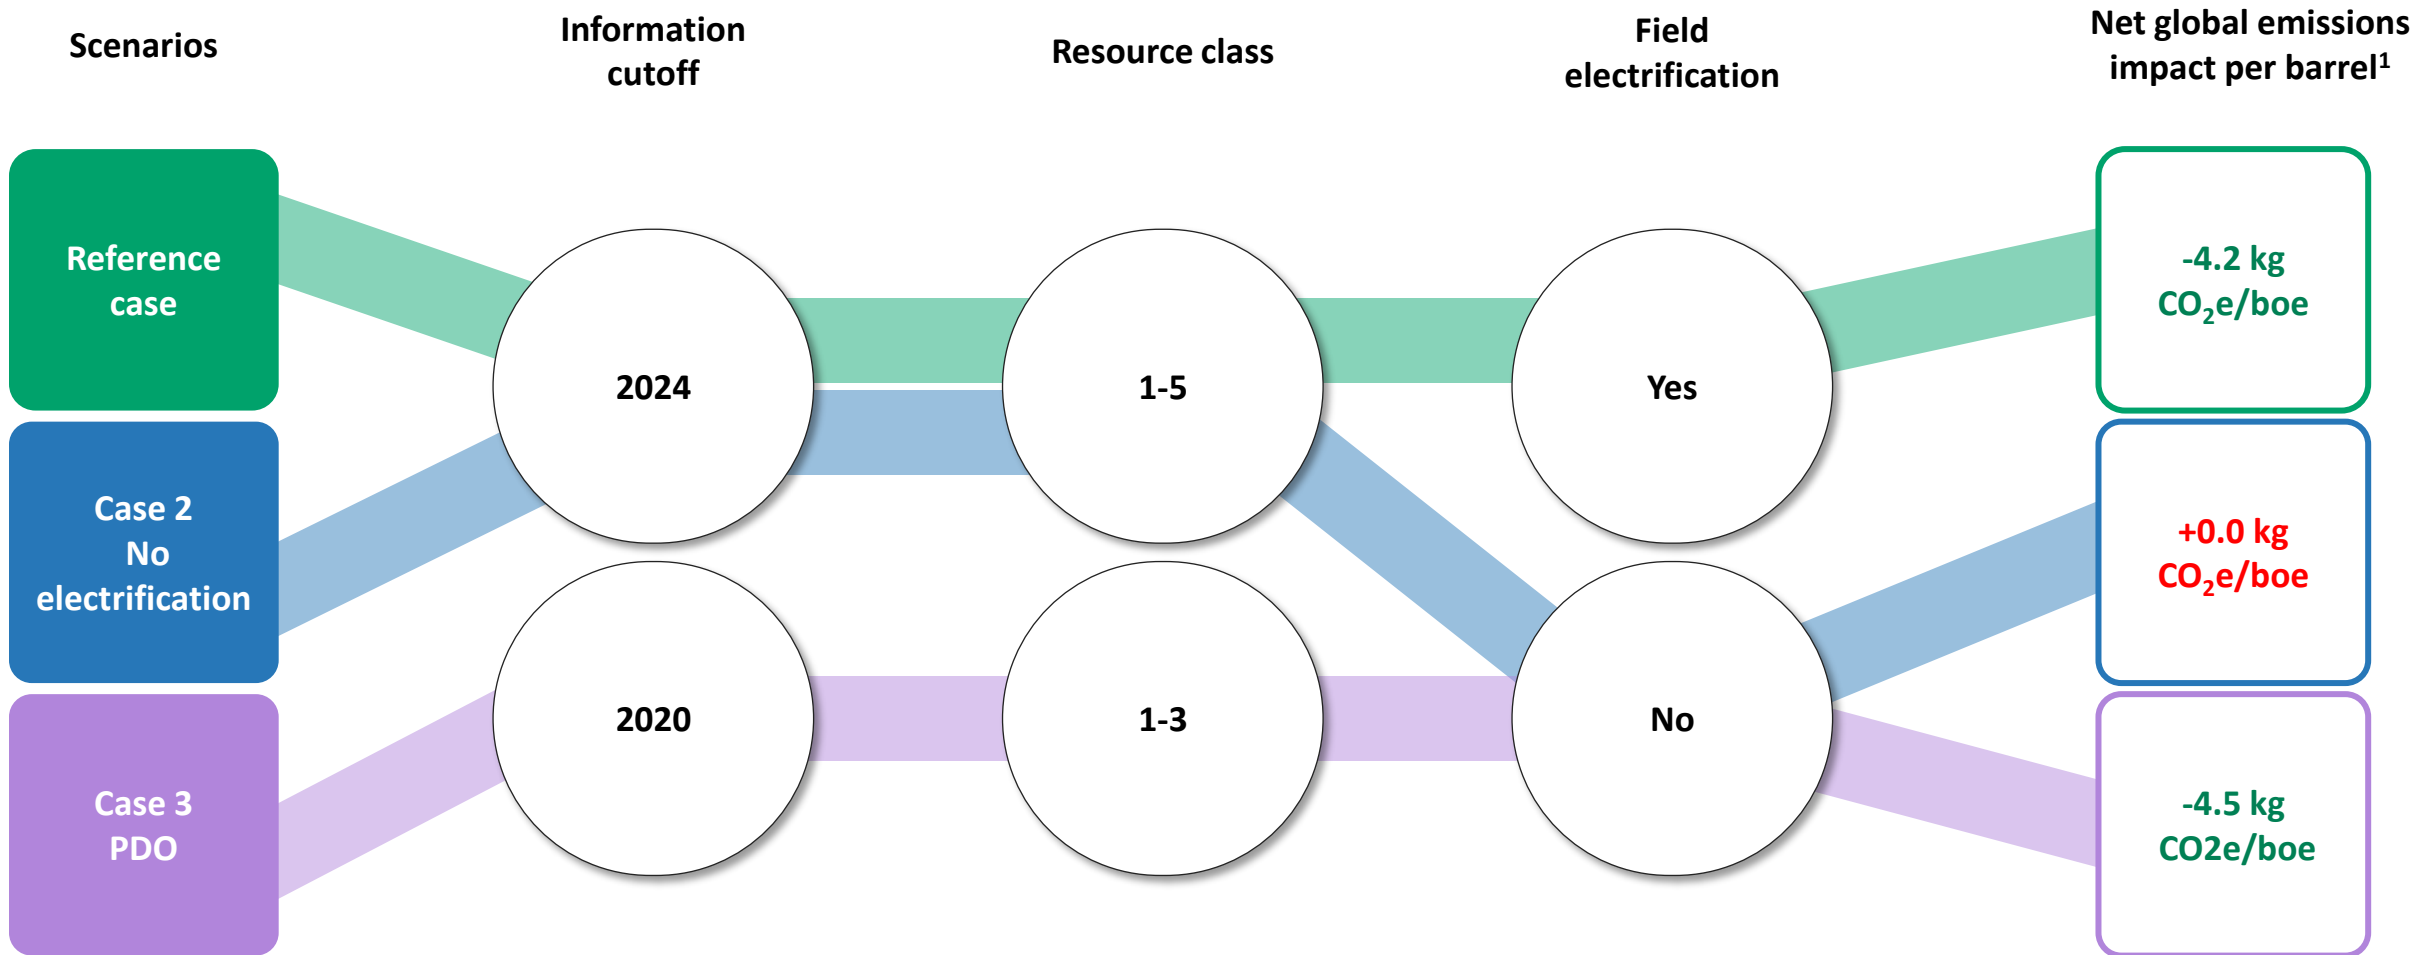 Scenarios
Information
cutoff
Resource class
Field
electrification
Net global emissions
impact per barrel¹
Reference
case
2024
1-5
Yes
-4.2 kg
CO₂e/boe
Case 2
No
electrification
+0.0 kg
CO₂e/boe
Case 3
PDO
2020
1-3
No
-4.5 kg
CO2e/boe